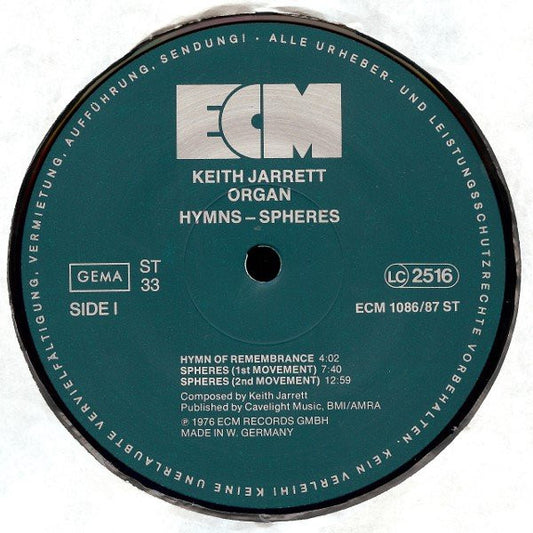 ALLE URHEBER- UND LEISTUNGSSCHUTZRECHTE VORBEHALTEN. KEIN VERLEIH! KEINE UNERLAUBTE VERVIELFÄLTIGUNG, VERMIETUNG, AUFFÜHRUNG, SENDUNG! ·
ECM
KEITH JARRETT
ORGAN
HYMNS – SPHERES
GEMA
ST
33
SIDE I
LC 2516
ECM 1086/87 ST
HYMN OF REMEMBRANCE 4:02
SPHERES (1st MOVEMENT) 7:40
SPHERES (2nd MOVEMENT) 12:59
Composed by Keith Jarrett
Published by Cavelight Music, BMI/AMRA
℗ 1976 ECM RECORDS GMBH
MADE IN W. GERMANY